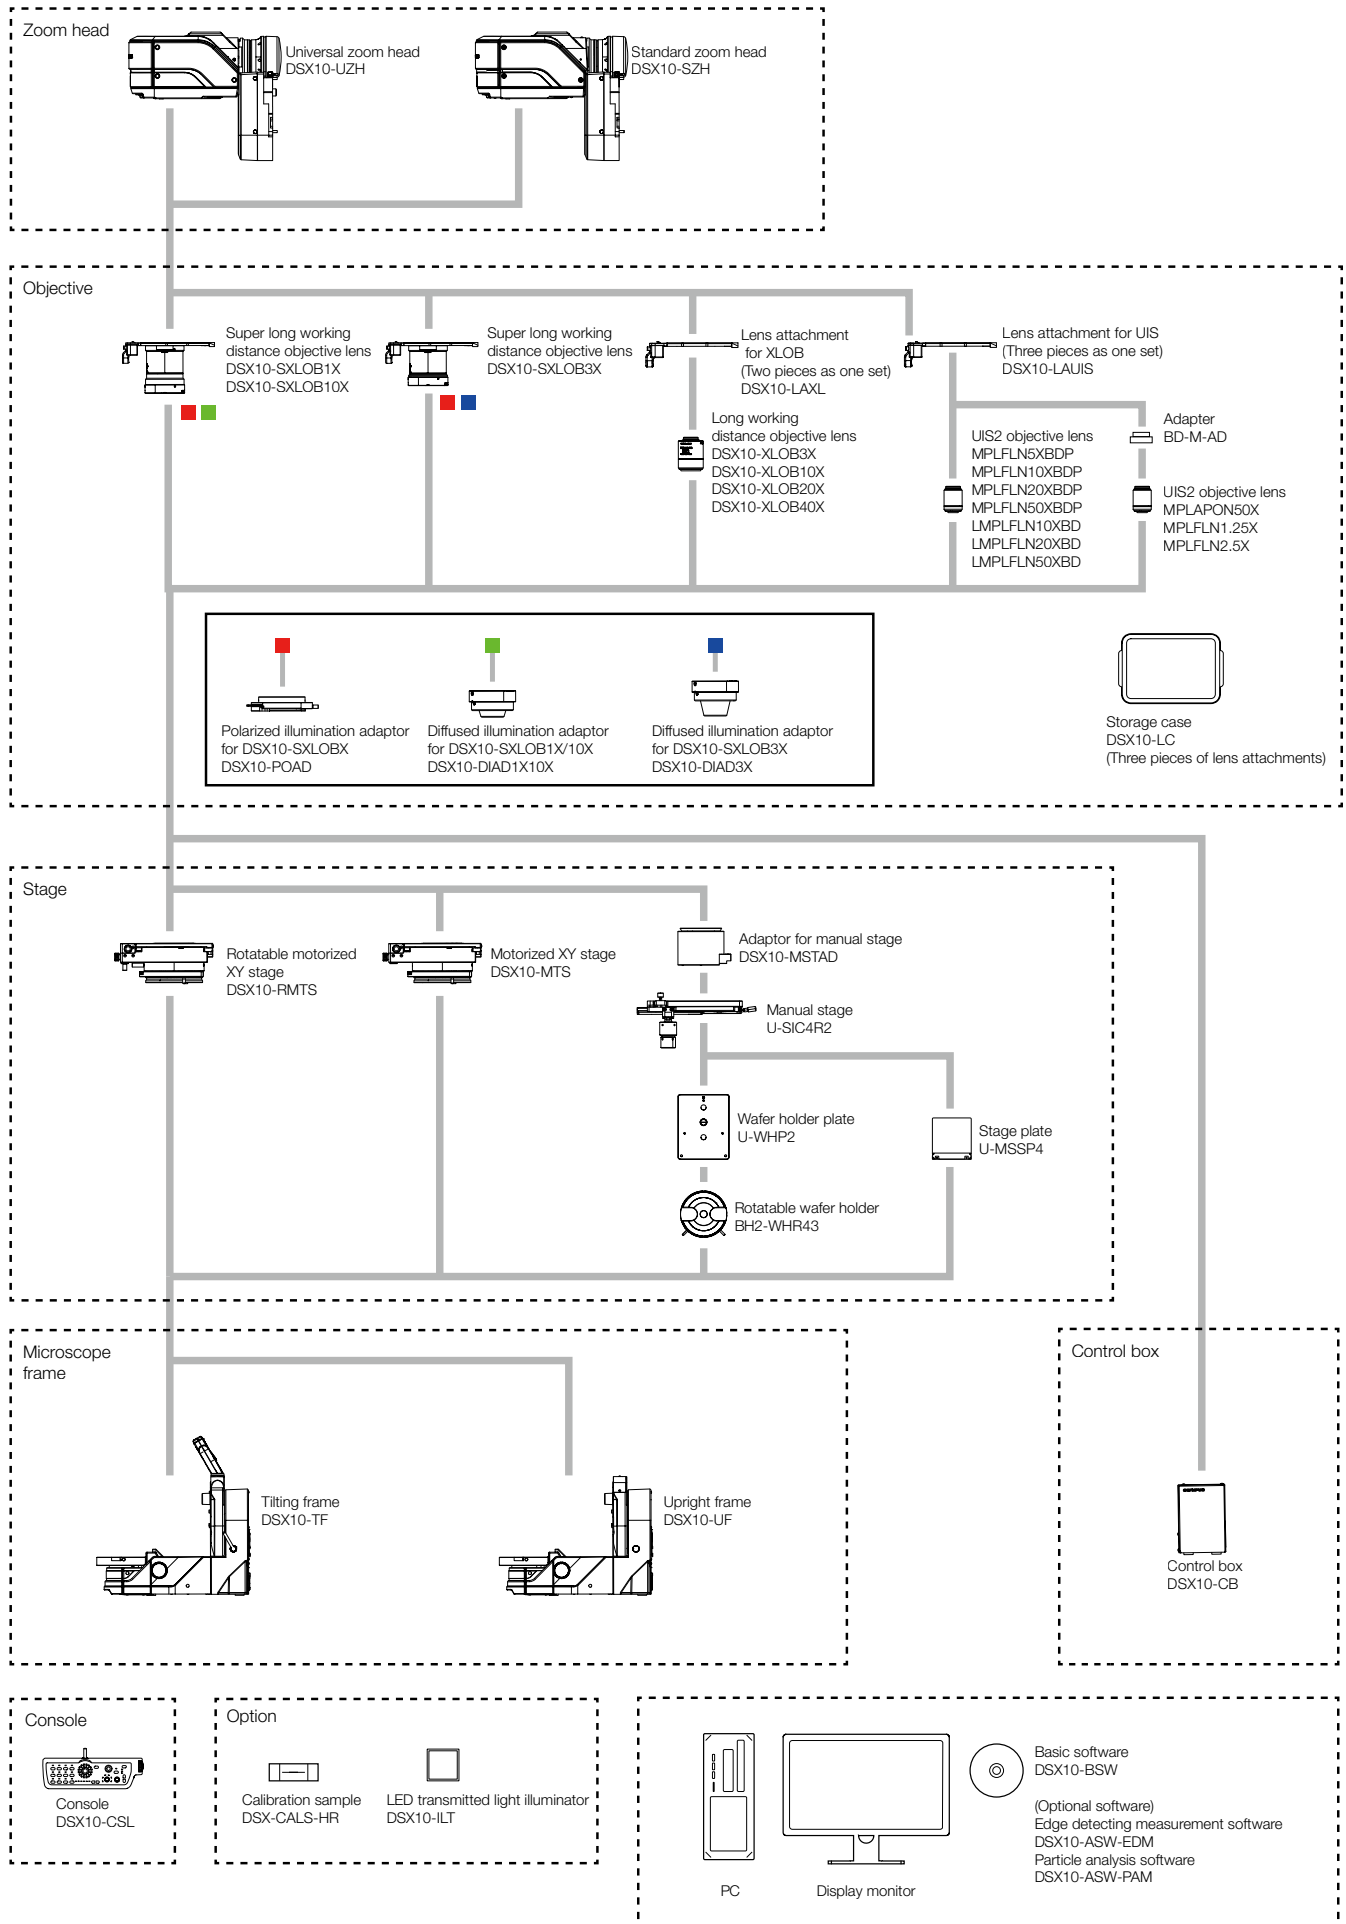 Zoom head
Universal zoom head
DSX10-UZH
Standard zoom head
DSX10-SZH
Objective
Super long working
distance objective lens
DSX10-SXLOB1X
DSX10-SXLOB10X
Super long working
distance objective lens
DSX10-SXLOB3X
Lens attachment
for XLOB
(Two pieces as one set)
DSX10-LAXL
Lens attachment for UIS
(Three pieces as one set)
DSX10-LAUIS
Long working
distance objective lens
DSX10-XLOB3X
DSX10-XLOB10X
DSX10-XLOB20X
DSX10-XLOB40X
UIS2 objective lens
MPLFLN5XBDP
MPLFLN10XBDP
MPLFLN20XBDP
MPLFLN50XBDP
LMPLFLN10XBD
LMPLFLN20XBD
LMPLFLN50XBD
Adapter
BD-M-AD
UIS2 objective lens
MPLAPON50X
MPLFLN1.25X
MPLFLN2.5X
Polarized illumination adaptor
for DSX10-SXLOBX
DSX10-POAD
Diffused illumination adaptor
for DSX10-SXLOB1X/10X
DSX10-DIAD1X10X
Diffused illumination adaptor
for DSX10-SXLOB3X
DSX10-DIAD3X
Storage case
DSX10-LC
(Three pieces of lens attachments)
Stage
Rotatable motorized
XY stage
DSX10-RMTS
Motorized XY stage
DSX10-MTS
Adaptor for manual stage
DSX10-MSTAD
Manual stage
U-SIC4R2
Wafer holder plate
U-WHP2
Stage plate
U-MSSP4
Rotatable wafer holder
BH2-WHR43
Microscope
frame
Tilting frame
DSX10-TF
Upright frame
DSX10-UF
Control box
Control box
DSX10-CB
Console
Console
DSX10-CSL
Option
Calibration sample
DSX-CALS-HR
LED transmitted light illuminator
DSX10-ILT
PC
Display monitor
Basic software
DSX10-BSW
(Optional software)
Edge detecting measurement software
DSX10-ASW-EDM
Particle analysis software
DSX10-ASW-PAM